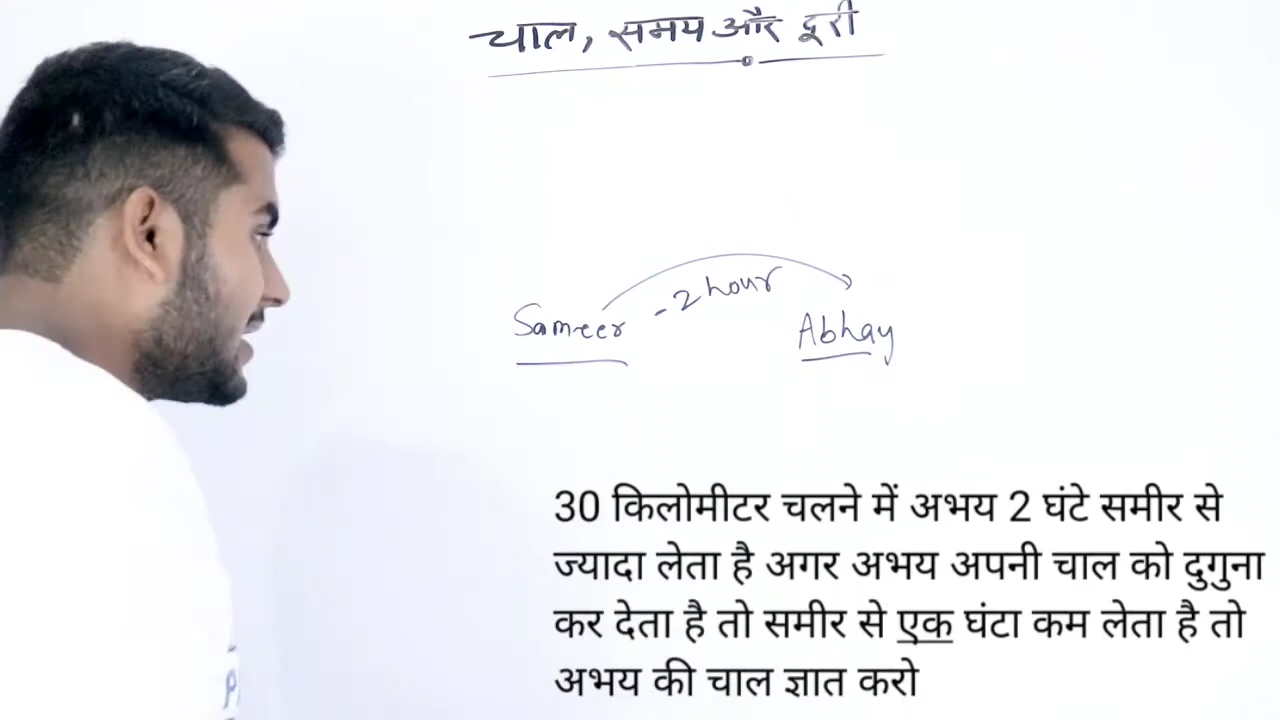 चाल, समय और दूरी
- 2 hour
Sameer
Abhay
30 किलोमीटर चलने में अभय 2 घंटे समीर से
ज्यादा लेता है अगर अभय अपनी चाल को दुगुना
कर देता है तो समीर से एक घंटा कम लेता है तो
अभय की चाल ज्ञात करो
P